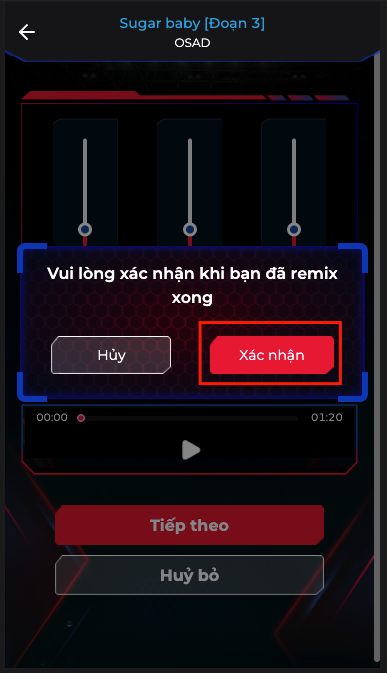 Sugar baby [Đoạn 3]
OSAD
Vui lòng xác nhận khi bạn đã remix
xong
Hủy
Xác nhận
00:00
01:20
Tiếp theo
Huỷ bỏ